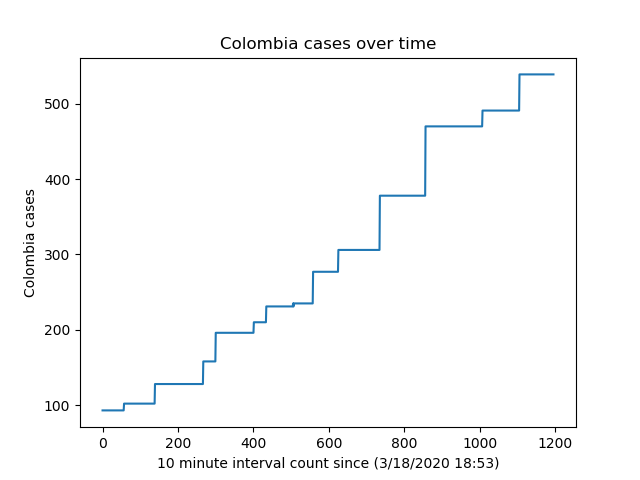 Colombia cases over time
500
400
300
200
100
Colombia cases
0 200 400 600 800 1000 1200
10 minute interval count since (3/18/2020 18:53)